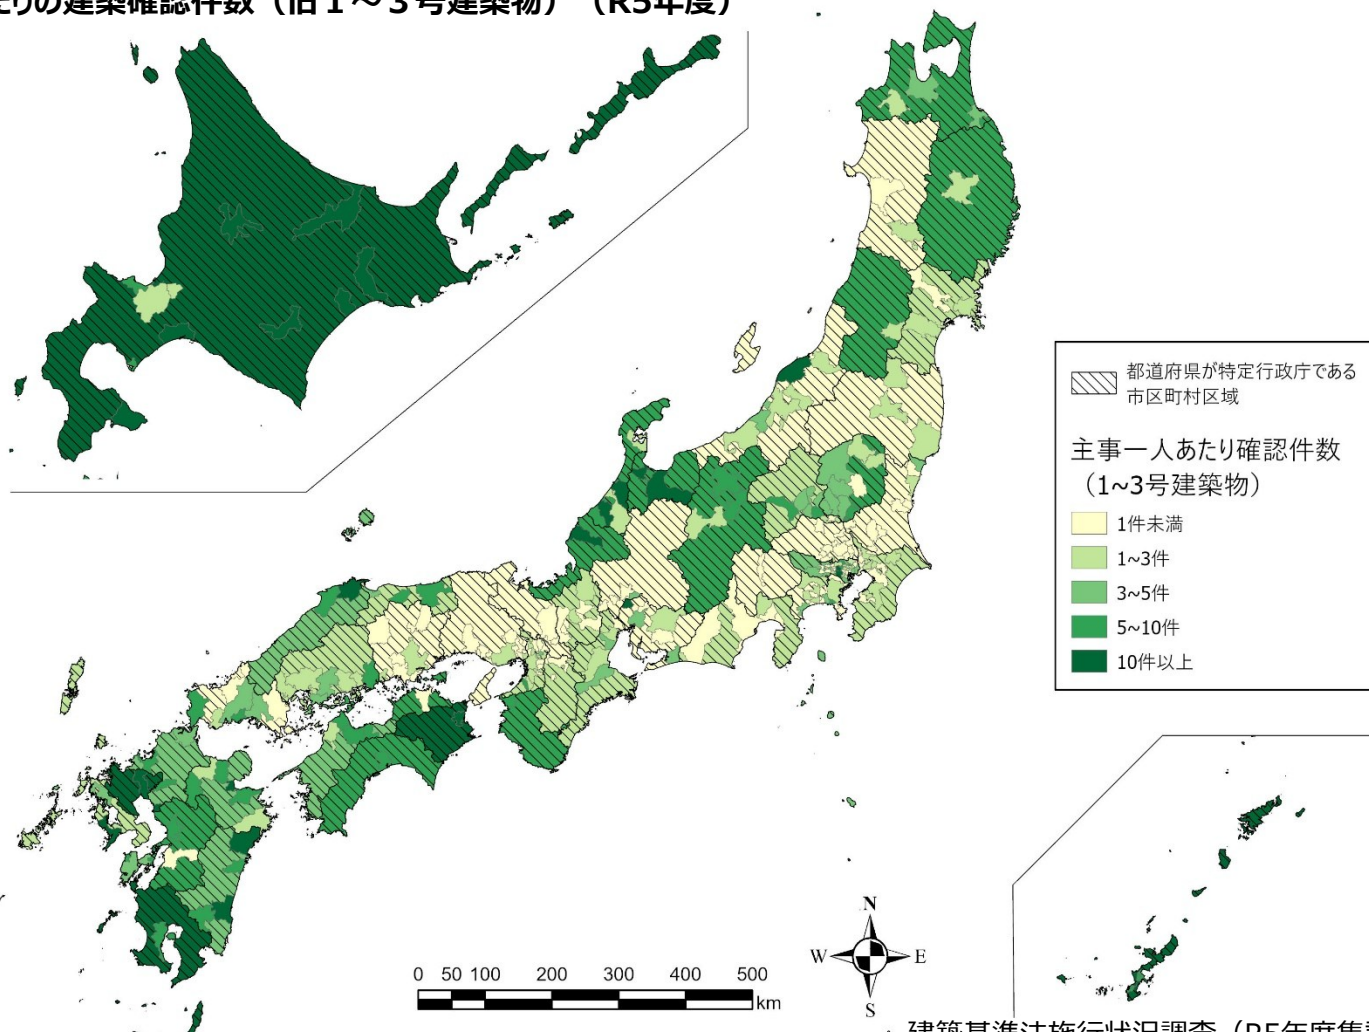 たりの建築確認件数（旧１～３号建築物）（R5年度）
都道府県が特定行政庁である
市区町村区域
主事一人あたり確認件数
（1~3号建築物）
1件未満
1~3件
3~5件
5~10件
10件以上
N
W E
S
0 50 100 200 300 400 500
km
建築基準法施行状況調査（R5年度集